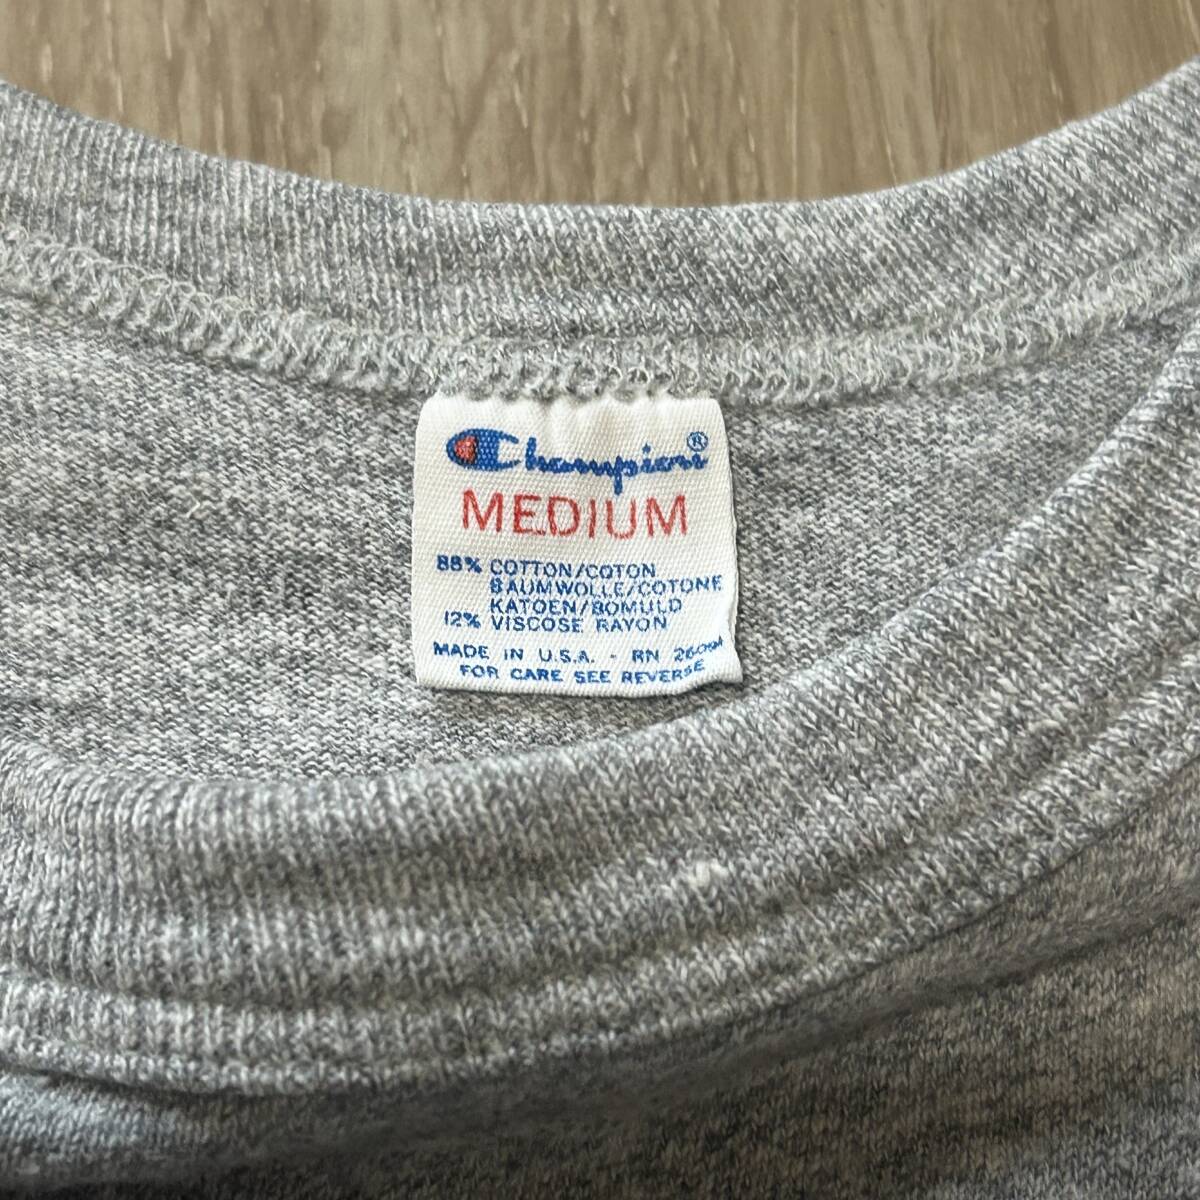 Champion®
MEDIUM
88% COTTON/COTON
BAUMWOLLE/COTONE
KATOEN/BOMULD
12% VISCOSE RAYON
MADE IN U.S.A. - RN 26094
FOR CARE SEE REVERSE